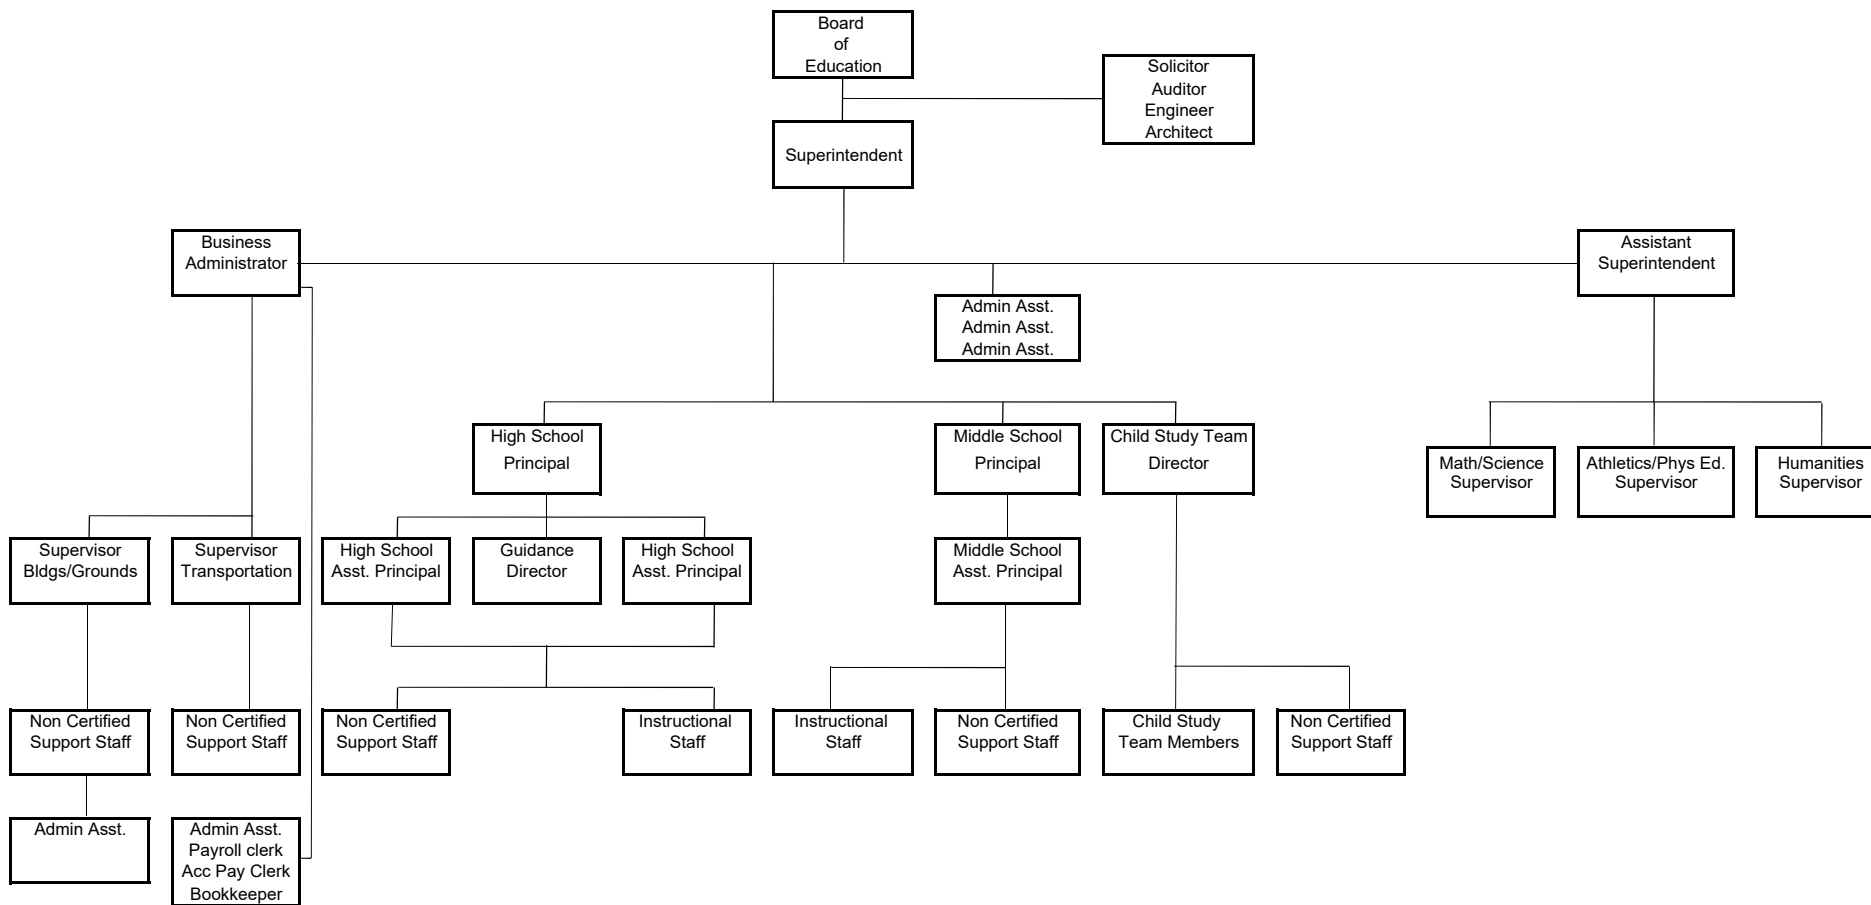 Board
of
Education
Solicitor
Auditor
Engineer
Architect
Superintendent
Business
Administrator
Assistant
Superintendent
Admin Asst.
Admin Asst.
Admin Asst.
High School
Principal
Middle School
Principal
Child Study Team
Director
Math/Science
Supervisor
Athletics/Phys Ed.
Supervisor
Humanities
Supervisor
Supervisor
Bldgs/Grounds
Supervisor
Transportation
High School
Asst. Principal
Guidance
Director
High School
Asst. Principal
Middle School
Asst. Principal
Non Certified
Support Staff
Non Certified
Support Staff
Non Certified
Support Staff
Instructional
Staff
Instructional
Staff
Non Certified
Support Staff
Child Study
Team Members
Non Certified
Support Staff
Admin Asst.
Admin Asst.
Payroll clerk
Acc Pay Clerk
Bookkeeper